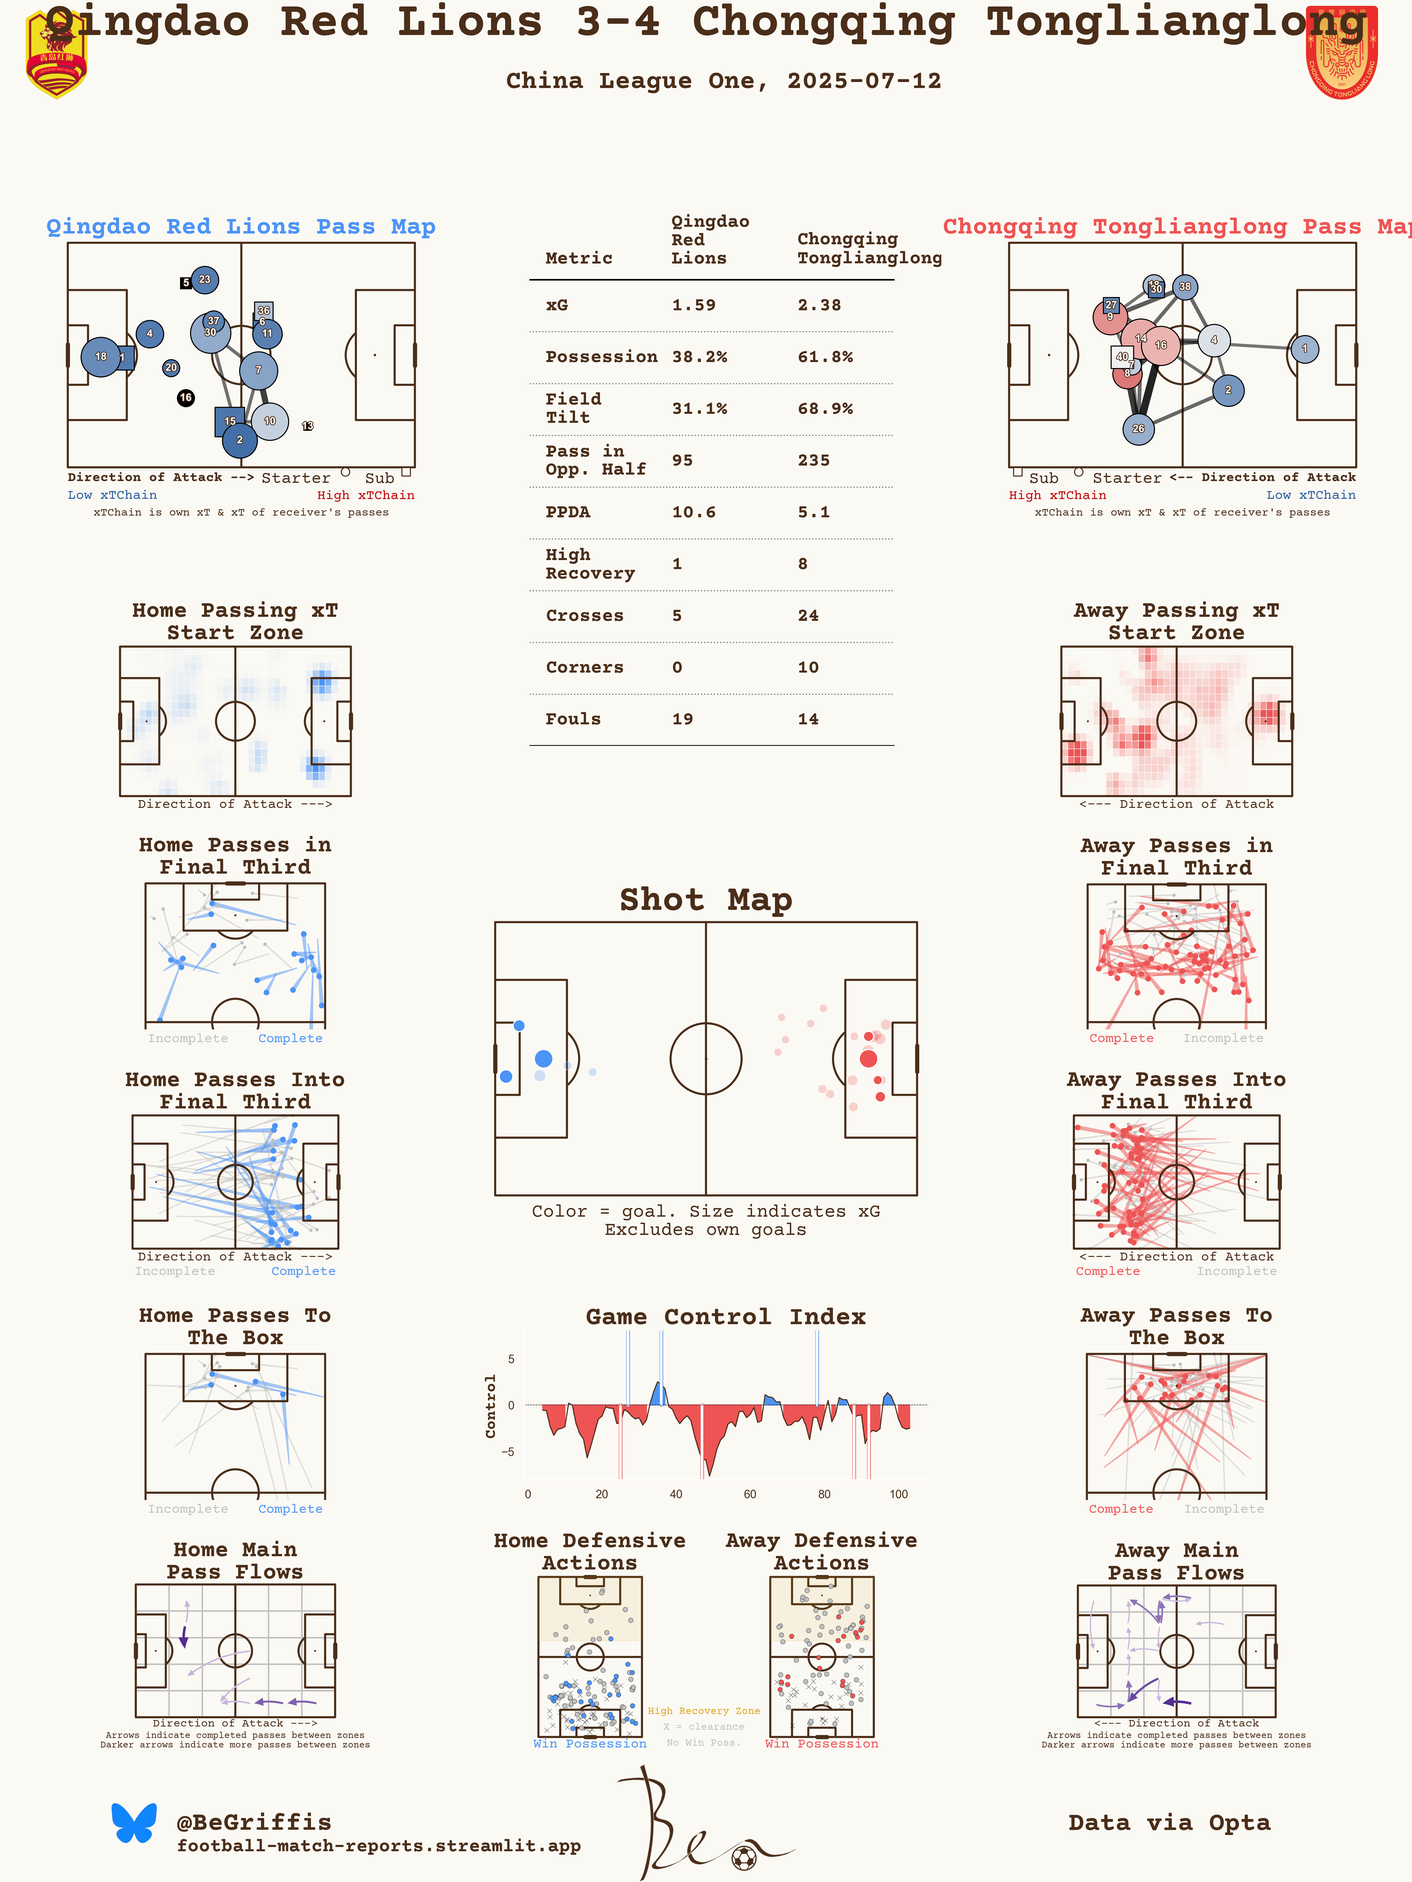 Qingdao Red Lions 3-4 Chongqing Tonglianglong
China League One, 2025-07-12
青岛红狮
CHONGQING TONGLIANGLONG
Qingdao Red Lions Pass Map
5
23
36
6
37
30
11
4
18
1
20
7
16
15
10
13
2
Direction of Attack --> Starter Sub
Low xTChain High xTChain
xTChain is own xT & xT of receiver's passes
Metric Qingdao Red Lions Chongqing Tonglianglong
xG 1.59 2.38
Possession 38.2% 61.8%
Field Tilt 31.1% 68.9%
Pass in Opp. Half 95 235
PPDA 10.6 5.1
High Recovery 1 8
Crosses 5 24
Corners 0 10
Fouls 19 14
Chongqing Tonglianglong Pass Map
30
38
27
9
14
16
4
1
40
7
8
2
26
Sub Starter <-- Direction of Attack
High xTChain Low xTChain
xTChain is own xT & xT of receiver's passes
Home Passing xT
Start Zone
Direction of Attack --->
Away Passing xT
Start Zone
<--- Direction of Attack
Home Passes in
Final Third
Incomplete Complete
Away Passes in
Final Third
Complete Incomplete
Shot Map
Color = goal. Size indicates xG
Excludes own goals
Home Passes Into
Final Third
Direction of Attack --->
Incomplete Complete
Away Passes Into
Final Third
<--- Direction of Attack
Complete Incomplete
Home Passes To
The Box
Incomplete Complete
Game Control Index
Control
5
0
−5
0 20 40 60 80 100
Away Passes To
The Box
Complete Incomplete
Home Main
Pass Flows
Direction of Attack --->
Arrows indicate completed passes between zones
Darker arrows indicate more passes between zones
Home Defensive
Actions
Win Possession
High Recovery Zone
X = clearance
No Win Poss.
Away Defensive
Actions
Win Possession
Away Main
Pass Flows
<--- Direction of Attack
Arrows indicate completed passes between zones
Darker arrows indicate more passes between zones
@BeGriffis
football-match-reports.streamlit.app
Ben
Data via Opta